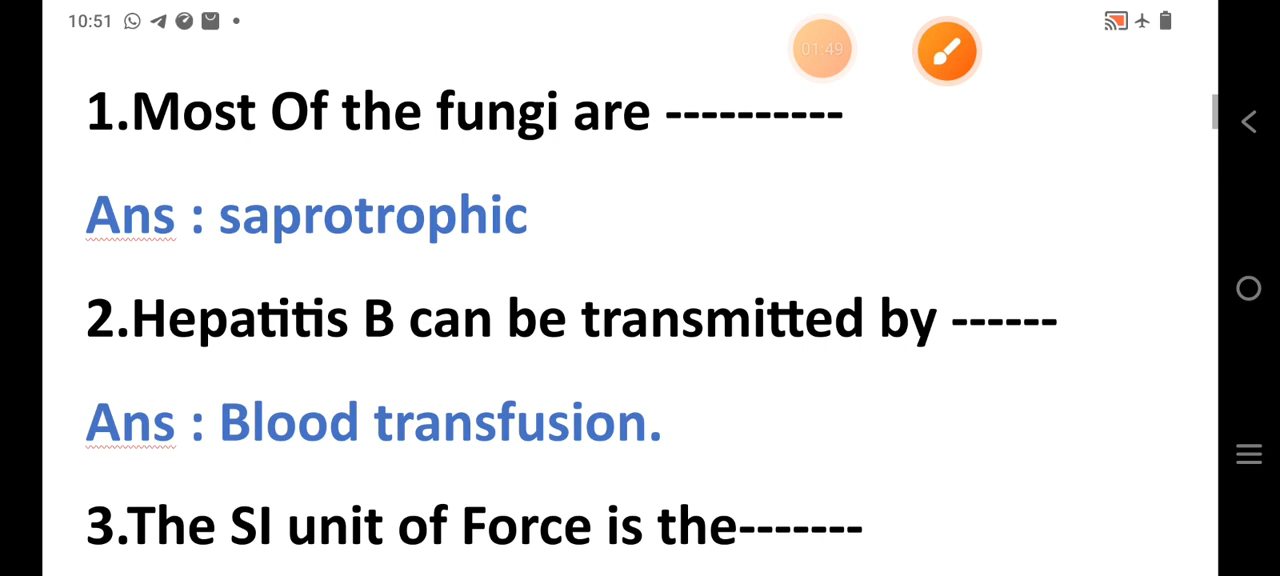 10:51
01:49
1.Most Of the fungi are ----------
Ans : saprotrophic
2.Hepatitis B can be transmitted by ------
Ans : Blood transfusion.
3.The SI unit of Force is the-------